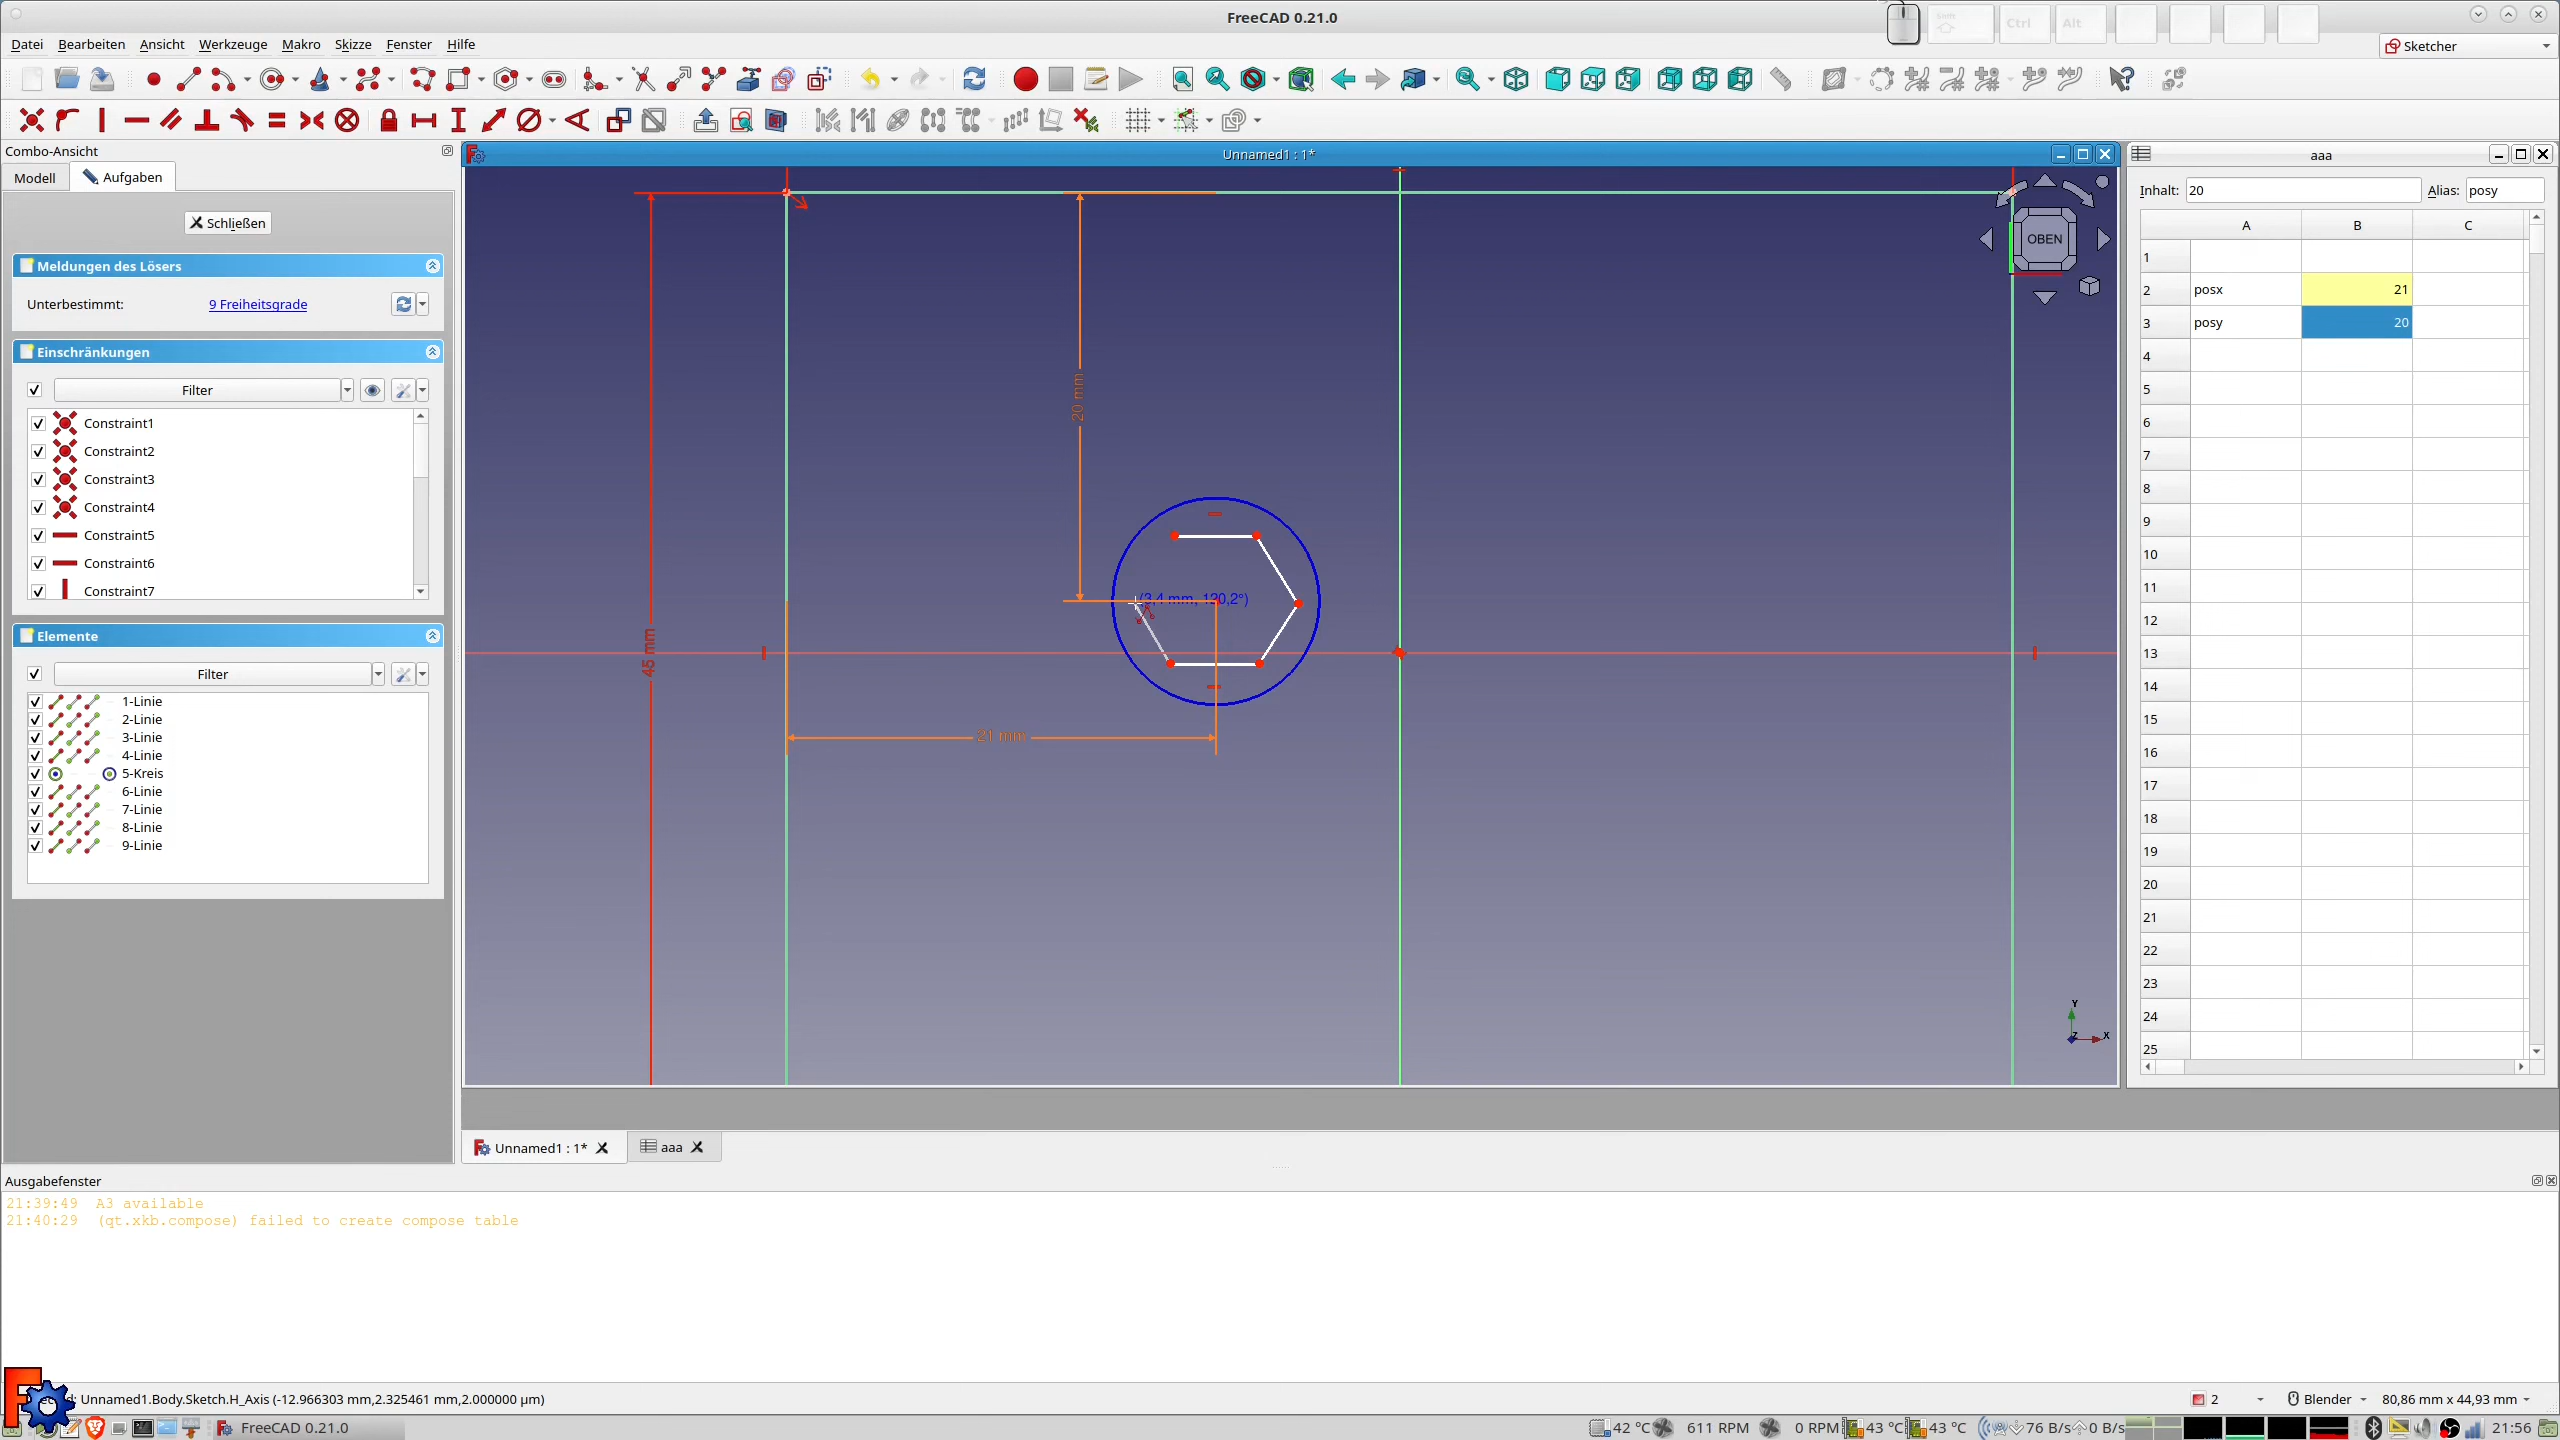 FreeCAD 0.21.0
Shift
Ctrl
Alt
Datei Bearbeiten Ansicht Werkzeuge Makro Skizze Fenster Hilfe
Sketcher
Combo-Ansicht
Modell
Aufgaben
Schließen
Meldungen des Lösers
Unterbestimmt: 9 Freiheitsgrade
Einschränkungen
Filter
Constraint1
Constraint2
Constraint3
Constraint4
Constraint5
Constraint6
Constraint7
Elemente
Filter
1-Linie
2-Linie
3-Linie
4-Linie
5-Kreis
6-Linie
7-Linie
8-Linie
9-Linie
Unnamed1 : 1*
45 mm
20 mm
(3,4 mm, 120,2°)
21 mm
OBEN
Y
Z X
aaa
Inhalt: 20 Alias: posy
A B C
1
2 posx 21
3 posy 20
4
5
6
7
8
9
10
11
12
13
14
15
16
17
18
19
20
21
22
23
24
25
Unnamed1 : 1*
aaa
Ausgabefenster
21:39:49 A3 available
21:40:29 (qt.xkb.compose) failed to create compose table
d: Unnamed1.Body.Sketch.H_Axis (-12.966303 mm,2.325461 mm,2.000000 µm)
2
Blender
80,86 mm x 44,93 mm
FreeCAD 0.21.0
42 °C 611 RPM 0 RPM 43 °C 43 °C 76 B/s 0 B/s 21:56